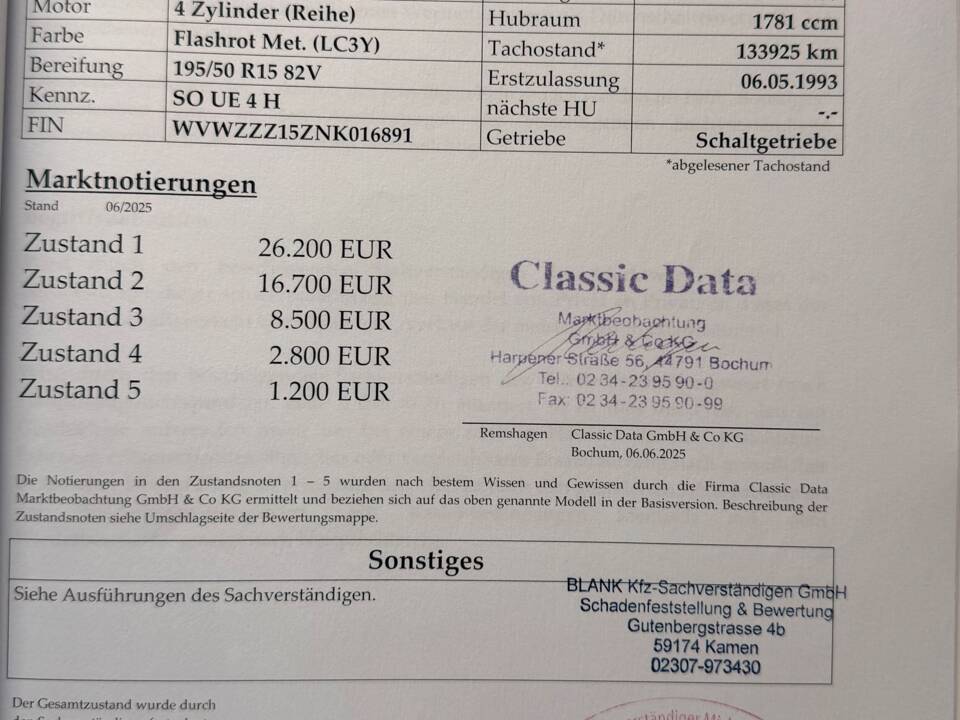 Motor 4 Zylinder (Reihe) Hubraum 1781 ccm
Farbe Flashrot Met. (LC3Y) Tachostand* 133925 km
Bereifung 195/50 R15 82V Erstzulassung 06.05.1993
Kennz. SO UE 4 H nächste HU -.-
FIN WVWZZZ15ZNK016891 Getriebe Schaltgetriebe
*abgelesener Tachostand
Marktnotierungen
Stand 06/2025
Zustand 1 26.200 EUR
Zustand 2 16.700 EUR
Zustand 3 8.500 EUR
Zustand 4 2.800 EUR
Zustand 5 1.200 EUR
Classic Data
Marktbeobachtung
GmbH & Co KG
Harpener Straße 56, 44791 Bochum
Tel.: 02 34-23 95 90-0
Fax: 02 34-23 95 90-99
Remshagen Classic Data GmbH & Co KG
Bochum, 06.06.2025
Die Notierungen in den Zustandsnoten 1 – 5 wurden nach bestem Wissen und Gewissen durch die Firma Classic Data
Marktbeobachtung GmbH & Co KG ermittelt und beziehen sich auf das oben genannte Modell in der Basisversion. Beschreibung der
Zustandsnoten siehe Umschlagseite der Bewertungsmappe.
Sonstiges
Siehe Ausführungen des Sachverständigen.
BLANK Kfz-Sachverständigen GmbH
Schadenfeststellung & Bewertung
Gutenbergstrasse 4b
59174 Kamen
02307-973430
Der Gesamtzustand wurde durch